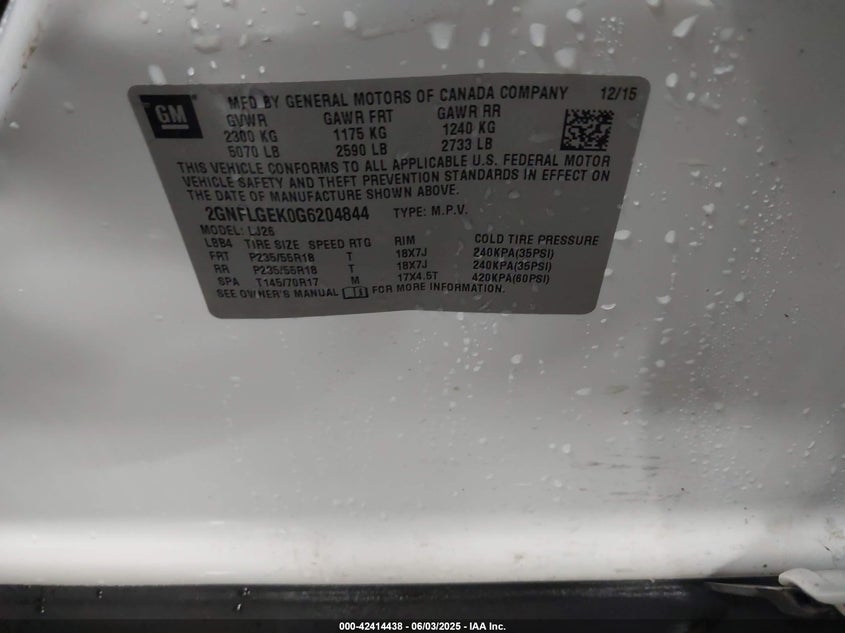 GM
MFD BY GENERAL MOTORS OF CANADA COMPANY 12/15
GVWR GAWR FRT GAWR RR
2300 KG 1175 KG 1240 KG
5070 LB 2590 LB 2733 LB
THIS VEHICLE CONFORMS TO ALL APPLICABLE U.S. FEDERAL MOTOR
VEHICLE SAFETY AND THEFT PREVENTION STANDARDS IN EFFECT ON
THE DATE OF MANUFACTURE SHOWN ABOVE.
2GNFLGEK0G6204844 TYPE: M.P.V.
MODEL: LJ26
L8B4 TIRE SIZE SPEED RTG RIM COLD TIRE PRESSURE
FRT P235/55R18 T 18X7J 240KPA(35PSI)
RR P235/55R18 T 18X7J 240KPA(35PSI)
SPA T145/70R17 M 17X4.5T 420KPA(60PSI)
SEE OWNER'S MANUAL FOR MORE INFORMATION.
000-42414438 - 06/03/2025 - IAA Inc.